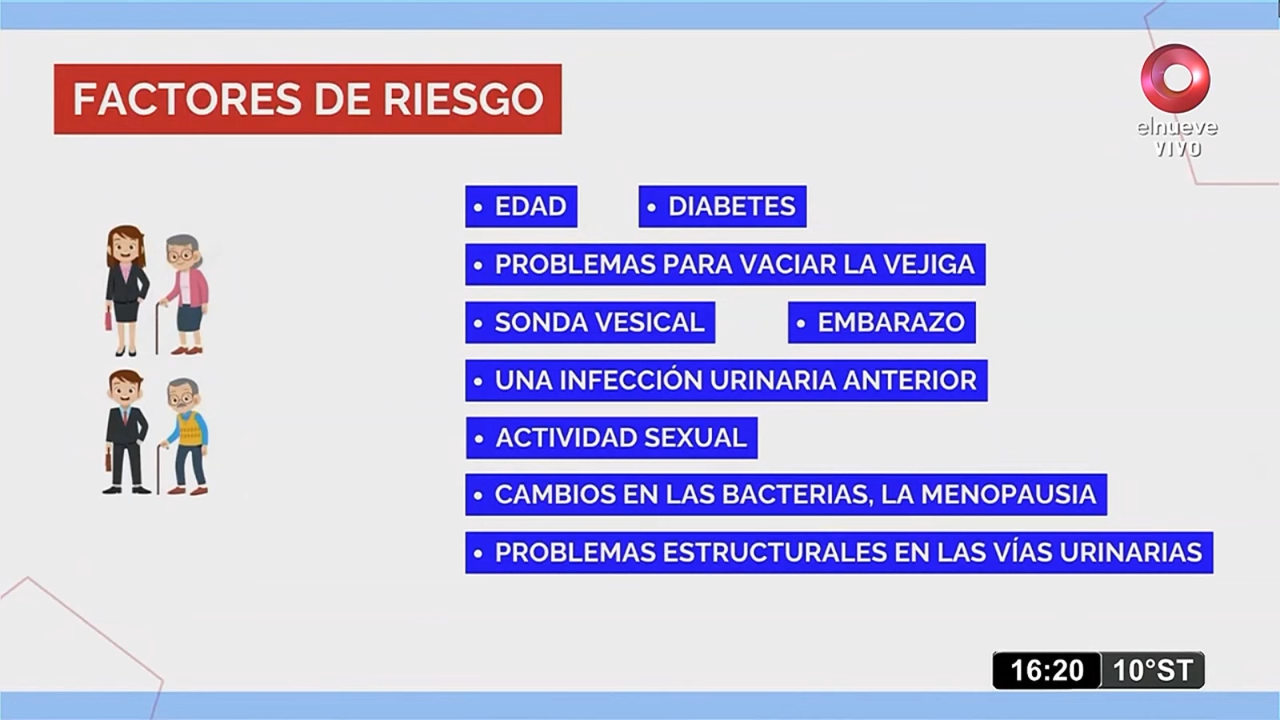 FACTORES DE RIESGO
elnueve
VIVO
• EDAD
• DIABETES
• PROBLEMAS PARA VACIAR LA VEJIGA
• SONDA VESICAL
• EMBARAZO
• UNA INFECCIÓN URINARIA ANTERIOR
• ACTIVIDAD SEXUAL
• CAMBIOS EN LAS BACTERIAS, LA MENOPAUSIA
• PROBLEMAS ESTRUCTURALES EN LAS VÍAS URINARIAS
16:20 10°ST